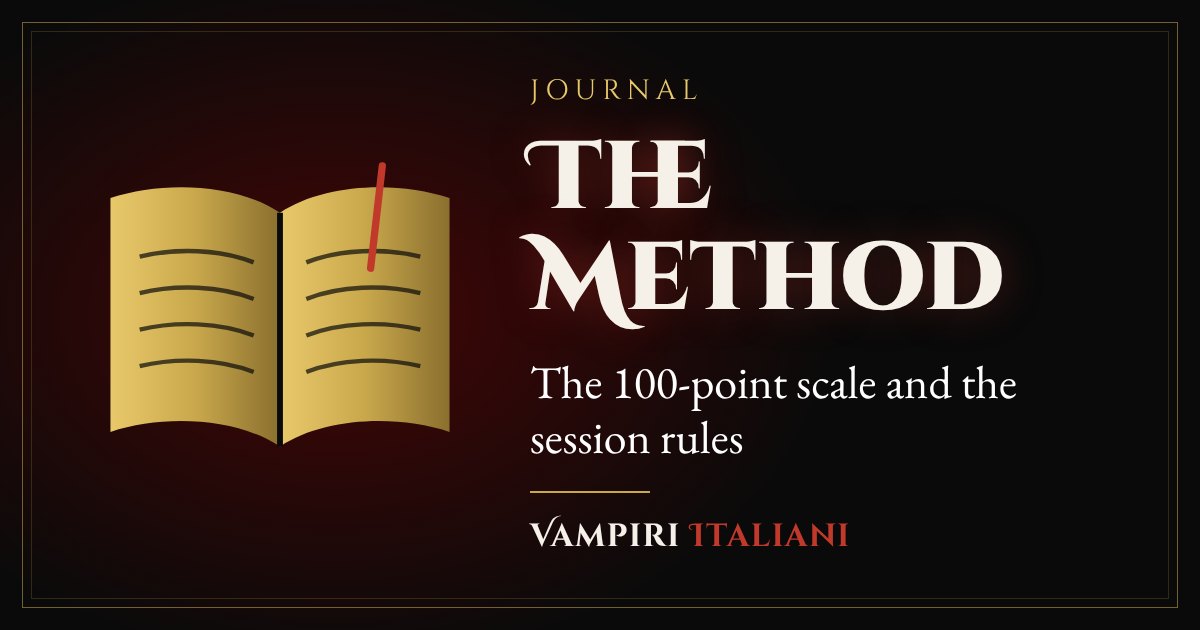 JOURNAL
THE
METHOD
The 100-point scale and the
session rules
VAMPIRI ITALIANI